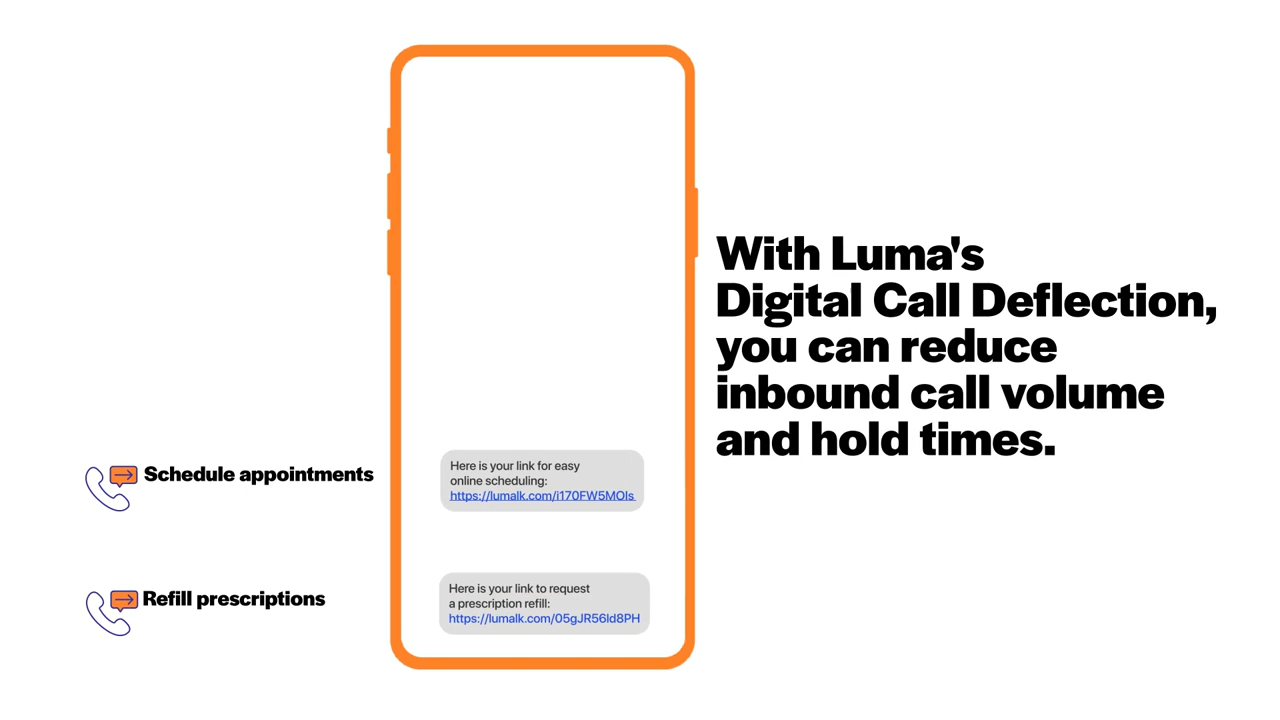 With Luma's
Digital Call Deflection,
you can reduce
inbound call volume
and hold times.
Schedule appointments
Here is your link for easy
online scheduling:
https://lumalk.com/i170FW5MOIs
Refill prescriptions
Here is your link to request
a prescription refill:
https://lumalk.com/05gJR56Id8PH